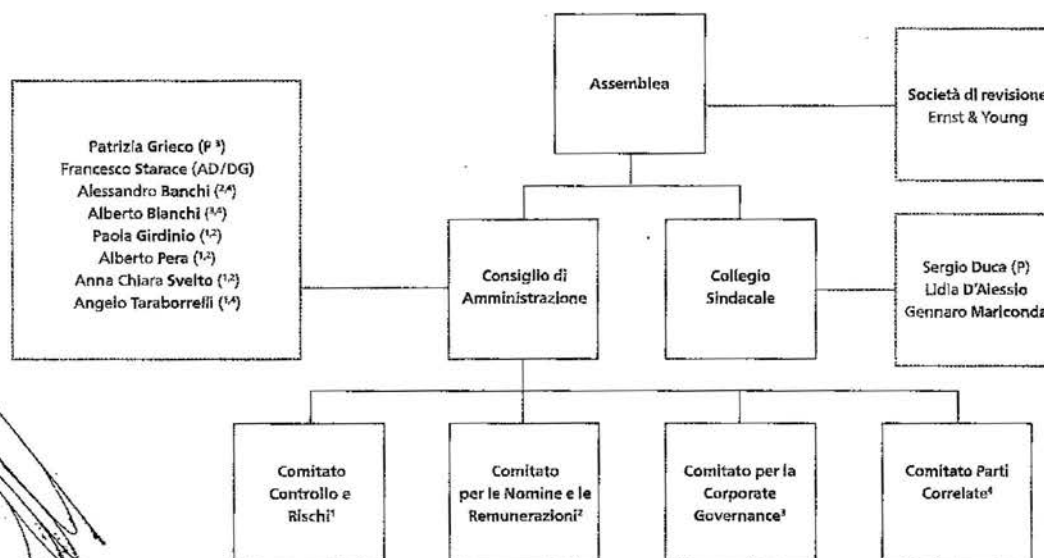 Assemblea
Società di revisione
Ernst & Young
Patrizia Grieco (P ³)
Francesco Starace (AD/DG)
Alessandro Banchi (²,⁴)
Alberto Bianchi (³,⁴)
Paola Girdinio (¹,²)
Alberto Pera (¹,²)
Anna Chiara Svelto (¹,²)
Angelo Taraborrelli (¹,⁴)
Consiglio di
Amministrazione
Collegio
Sindacale
Sergio Duca (P)
Lidia D'Alessio
Gennaro Mariconda
Comitato
Controllo e
Rischi¹
Comitato
per le Nomine e le
Remunerazioni²
Comitato per la
Corporate
Governance³
Comitato Parti
Correlate⁴